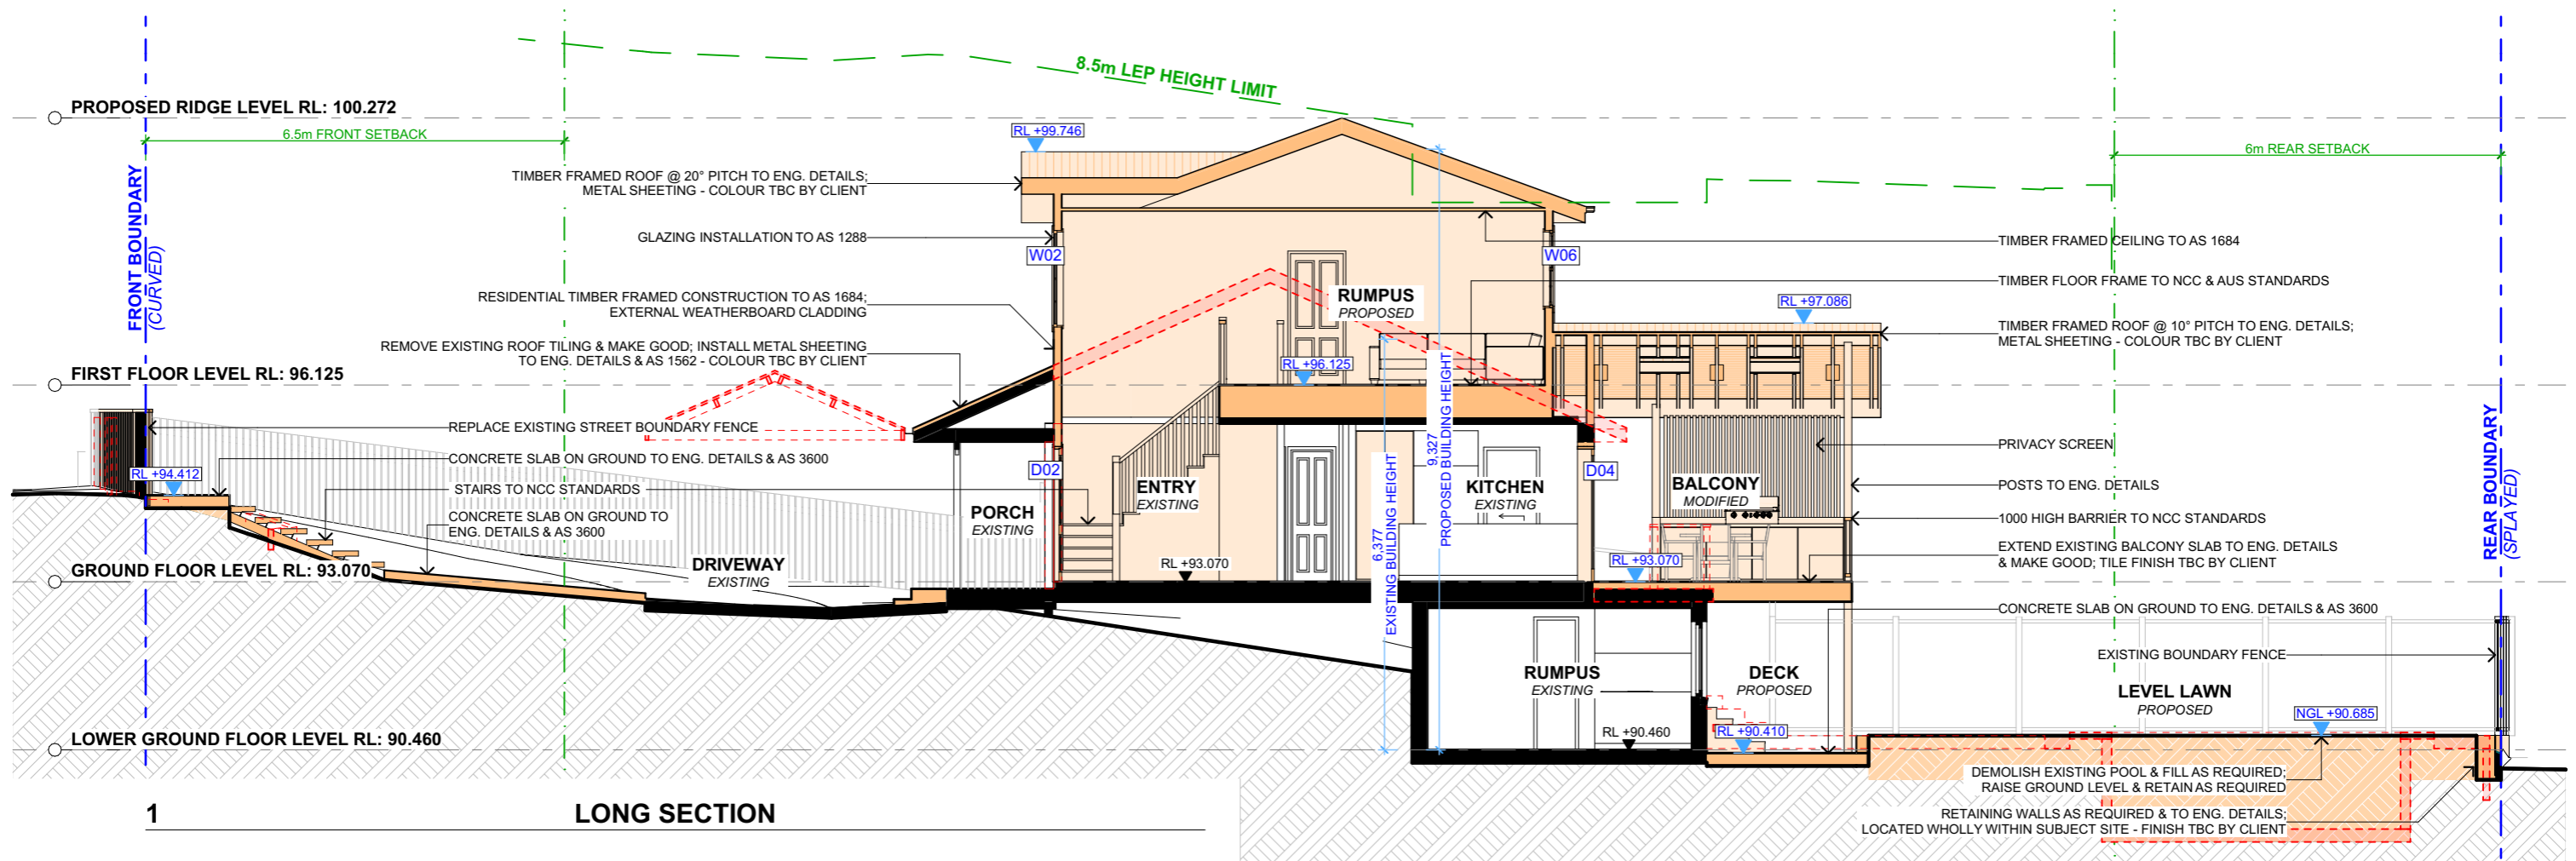 8.5m LEP HEIGHT LIMIT
PROPOSED RIDGE LEVEL RL: 100.272
6.5m FRONT SETBACK
6m REAR SETBACK
RL +99.746
TIMBER FRAMED ROOF @ 20° PITCH TO ENG. DETAILS;
METAL SHEETING - COLOUR TBC BY CLIENT
FRONT BOUNDARY
(CURVED)
GLAZING INSTALLATION TO AS 1288
W02
W06
TIMBER FRAMED CEILING TO AS 1684
TIMBER FLOOR FRAME TO NCC & AUS STANDARDS
RESIDENTIAL TIMBER FRAMED CONSTRUCTION TO AS 1684;
EXTERNAL WEATHERBOARD CLADDING
RUMPUS
PROPOSED
RL +97.086
TIMBER FRAMED ROOF @ 10° PITCH TO ENG. DETAILS;
METAL SHEETING - COLOUR TBC BY CLIENT
REMOVE EXISTING ROOF TILING & MAKE GOOD; INSTALL METAL SHEETING
TO ENG. DETAILS & AS 1562 - COLOUR TBC BY CLIENT
RL +96.125
FIRST FLOOR LEVEL RL: 96.125
REPLACE EXISTING STREET BOUNDARY FENCE
PRIVACY SCREEN
CONCRETE SLAB ON GROUND TO ENG. DETAILS & AS 3600
RL +94.412
D02
D04
STAIRS TO NCC STANDARDS
ENTRY
EXISTING
KITCHEN
EXISTING
BALCONY
MODIFIED
POSTS TO ENG. DETAILS
PORCH
EXISTING
CONCRETE SLAB ON GROUND TO
ENG. DETAILS & AS 3600
1000 HIGH BARRIER TO NCC STANDARDS
6,377
EXISTING BUILDING HEIGHT
9,327
PROPOSED BUILDING HEIGHT
REAR BOUNDARY
(SPLAYED)
EXTEND EXISTING BALCONY SLAB TO ENG. DETAILS
& MAKE GOOD; TILE FINISH TBC BY CLIENT
DRIVEWAY
EXISTING
RL +93.070
RL +93.070
GROUND FLOOR LEVEL RL: 93.070
CONCRETE SLAB ON GROUND TO ENG. DETAILS & AS 3600
EXISTING BOUNDARY FENCE
RUMPUS
EXISTING
DECK
PROPOSED
LEVEL LAWN
PROPOSED
NGL +90.685
RL +90.460
RL +90.410
LOWER GROUND FLOOR LEVEL RL: 90.460
DEMOLISH EXISTING POOL & FILL AS REQUIRED;
RAISE GROUND LEVEL & RETAIN AS REQUIRED
RETAINING WALLS AS REQUIRED & TO ENG. DETAILS;
LOCATED WHOLLY WITHIN SUBJECT SITE - FINISH TBC BY CLIENT
1 LONG SECTION